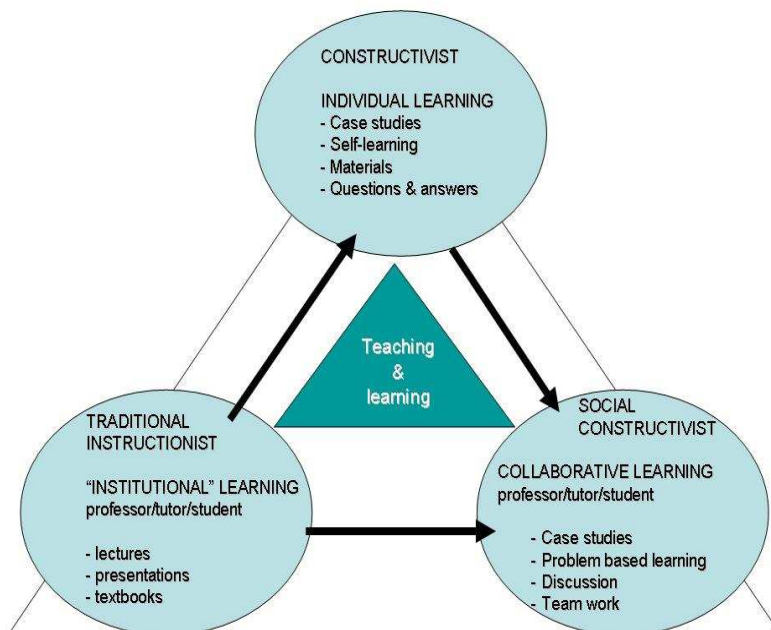 CONSTRUCTIVIST
INDIVIDUAL LEARNING
- Case studies
- Self-learning
- Materials
- Questions & answers
Teaching
&
learning
TRADITIONAL
INSTRUCTIONIST
“INSTITUTIONAL” LEARNING
professor/tutor/student
- lectures
- presentations
- textbooks
SOCIAL
CONSTRUCTIVIST
COLLABORATIVE LEARNING
professor/tutor/student
- Case studies
- Problem based learning
- Discussion
- Team work